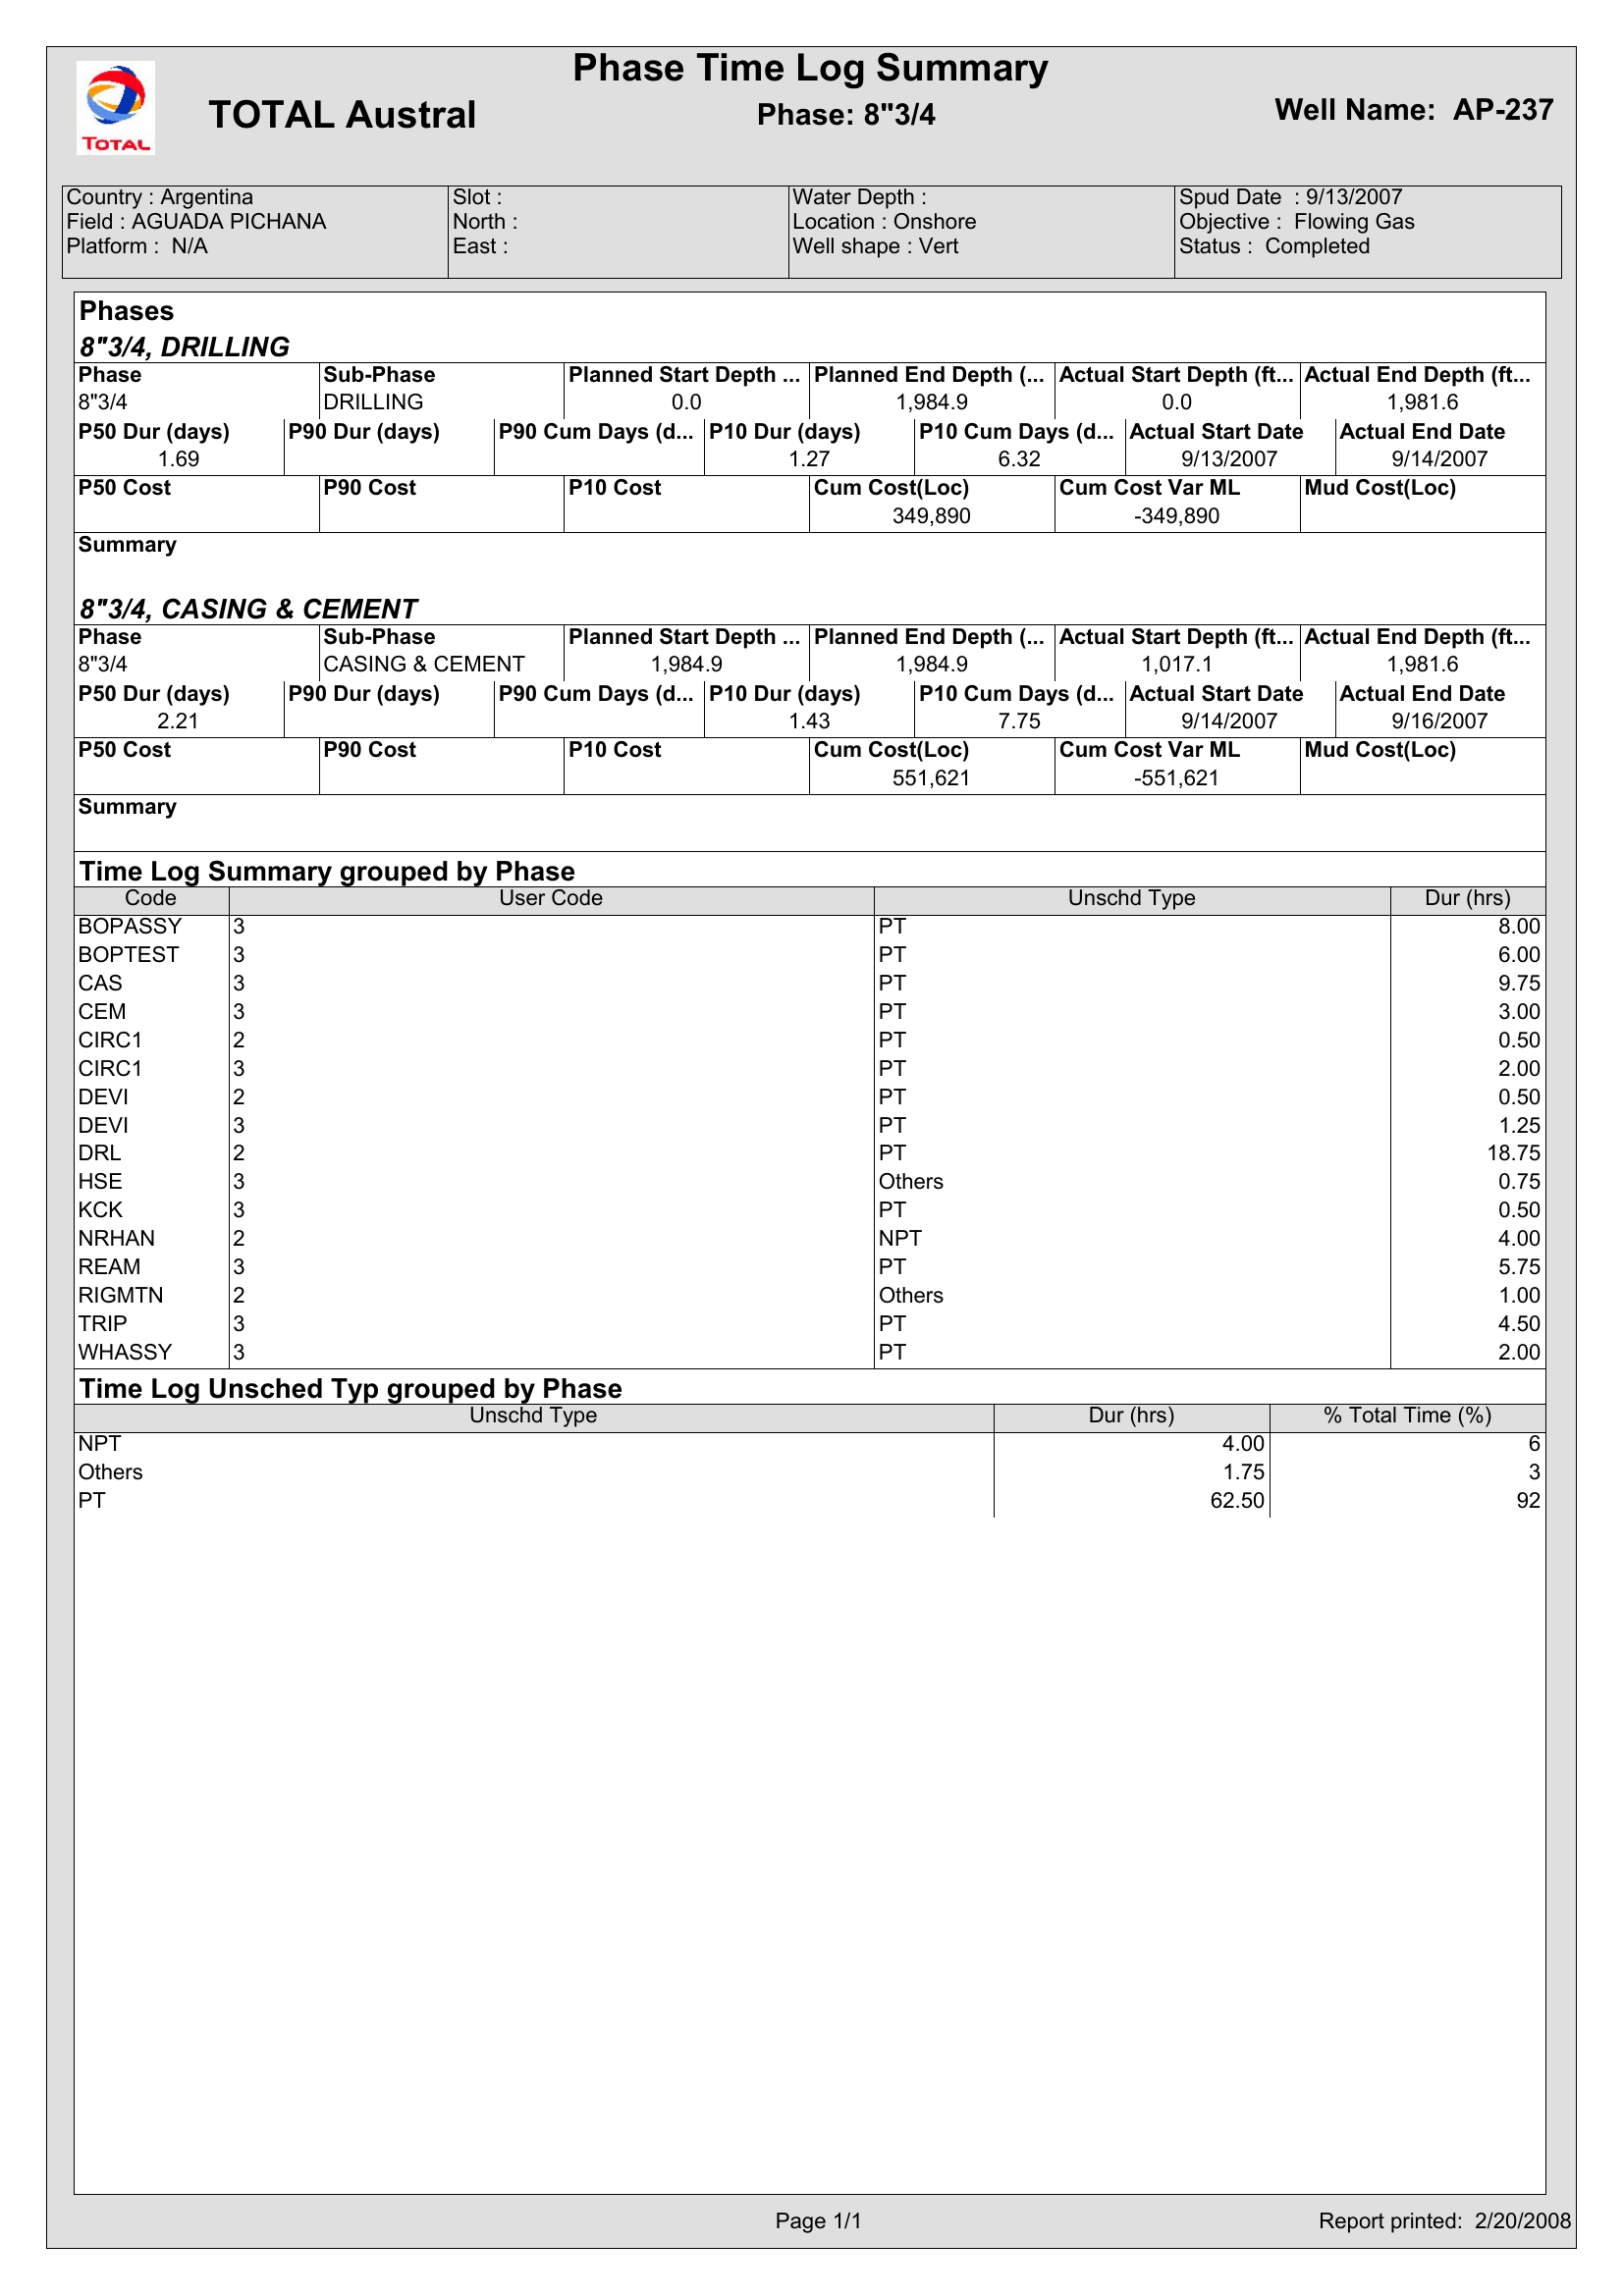 Phase Time Log Summary
TOTAL Austral
Phase: 8"3/4
Well Name: AP-237
TOTAL
Country : Argentina
Field : AGUADA PICHANA
Platform : N/A
Slot :
North :
East :
Water Depth :
Location : Onshore
Well shape : Vert
Spud Date : 9/13/2007
Objective : Flowing Gas
Status : Completed
Phases
8"3/4, DRILLING
Phase Sub-Phase Planned Start Depth ... Planned End Depth (... Actual Start Depth (ft... Actual End Depth (ft...
8"3/4 DRILLING 0.0 1,984.9 0.0 1,981.6
P50 Dur (days) P90 Dur (days) P90 Cum Days (d... P10 Dur (days) P10 Cum Days (d... Actual Start Date Actual End Date
1.69 1.27 6.32 9/13/2007 9/14/2007
P50 Cost P90 Cost P10 Cost Cum Cost(Loc) Cum Cost Var ML Mud Cost(Loc)
349,890 -349,890
Summary
8"3/4, CASING & CEMENT
Phase Sub-Phase Planned Start Depth ... Planned End Depth (... Actual Start Depth (ft... Actual End Depth (ft...
8"3/4 CASING & CEMENT 1,984.9 1,984.9 1,017.1 1,981.6
P50 Dur (days) P90 Dur (days) P90 Cum Days (d... P10 Dur (days) P10 Cum Days (d... Actual Start Date Actual End Date
2.21 1.43 7.75 9/14/2007 9/16/2007
P50 Cost P90 Cost P10 Cost Cum Cost(Loc) Cum Cost Var ML Mud Cost(Loc)
551,621 -551,621
Summary
Time Log Summary grouped by Phase
Code User Code Unschd Type Dur (hrs)
BOPASSY 3 PT 8.00
BOPTEST 3 PT 6.00
CAS 3 PT 9.75
CEM 3 PT 3.00
CIRC1 2 PT 0.50
CIRC1 3 PT 2.00
DEVI 2 PT 0.50
DEVI 3 PT 1.25
DRL 2 PT 18.75
HSE 3 Others 0.75
KCK 3 PT 0.50
NRHAN 2 NPT 4.00
REAM 3 PT 5.75
RIGMTN 2 Others 1.00
TRIP 3 PT 4.50
WHASSY 3 PT 2.00
Time Log Unsched Typ grouped by Phase
Unschd Type Dur (hrs) % Total Time (%)
NPT 4.00 6
Others 1.75 3
PT 62.50 92
Page 1/1
Report printed: 2/20/2008